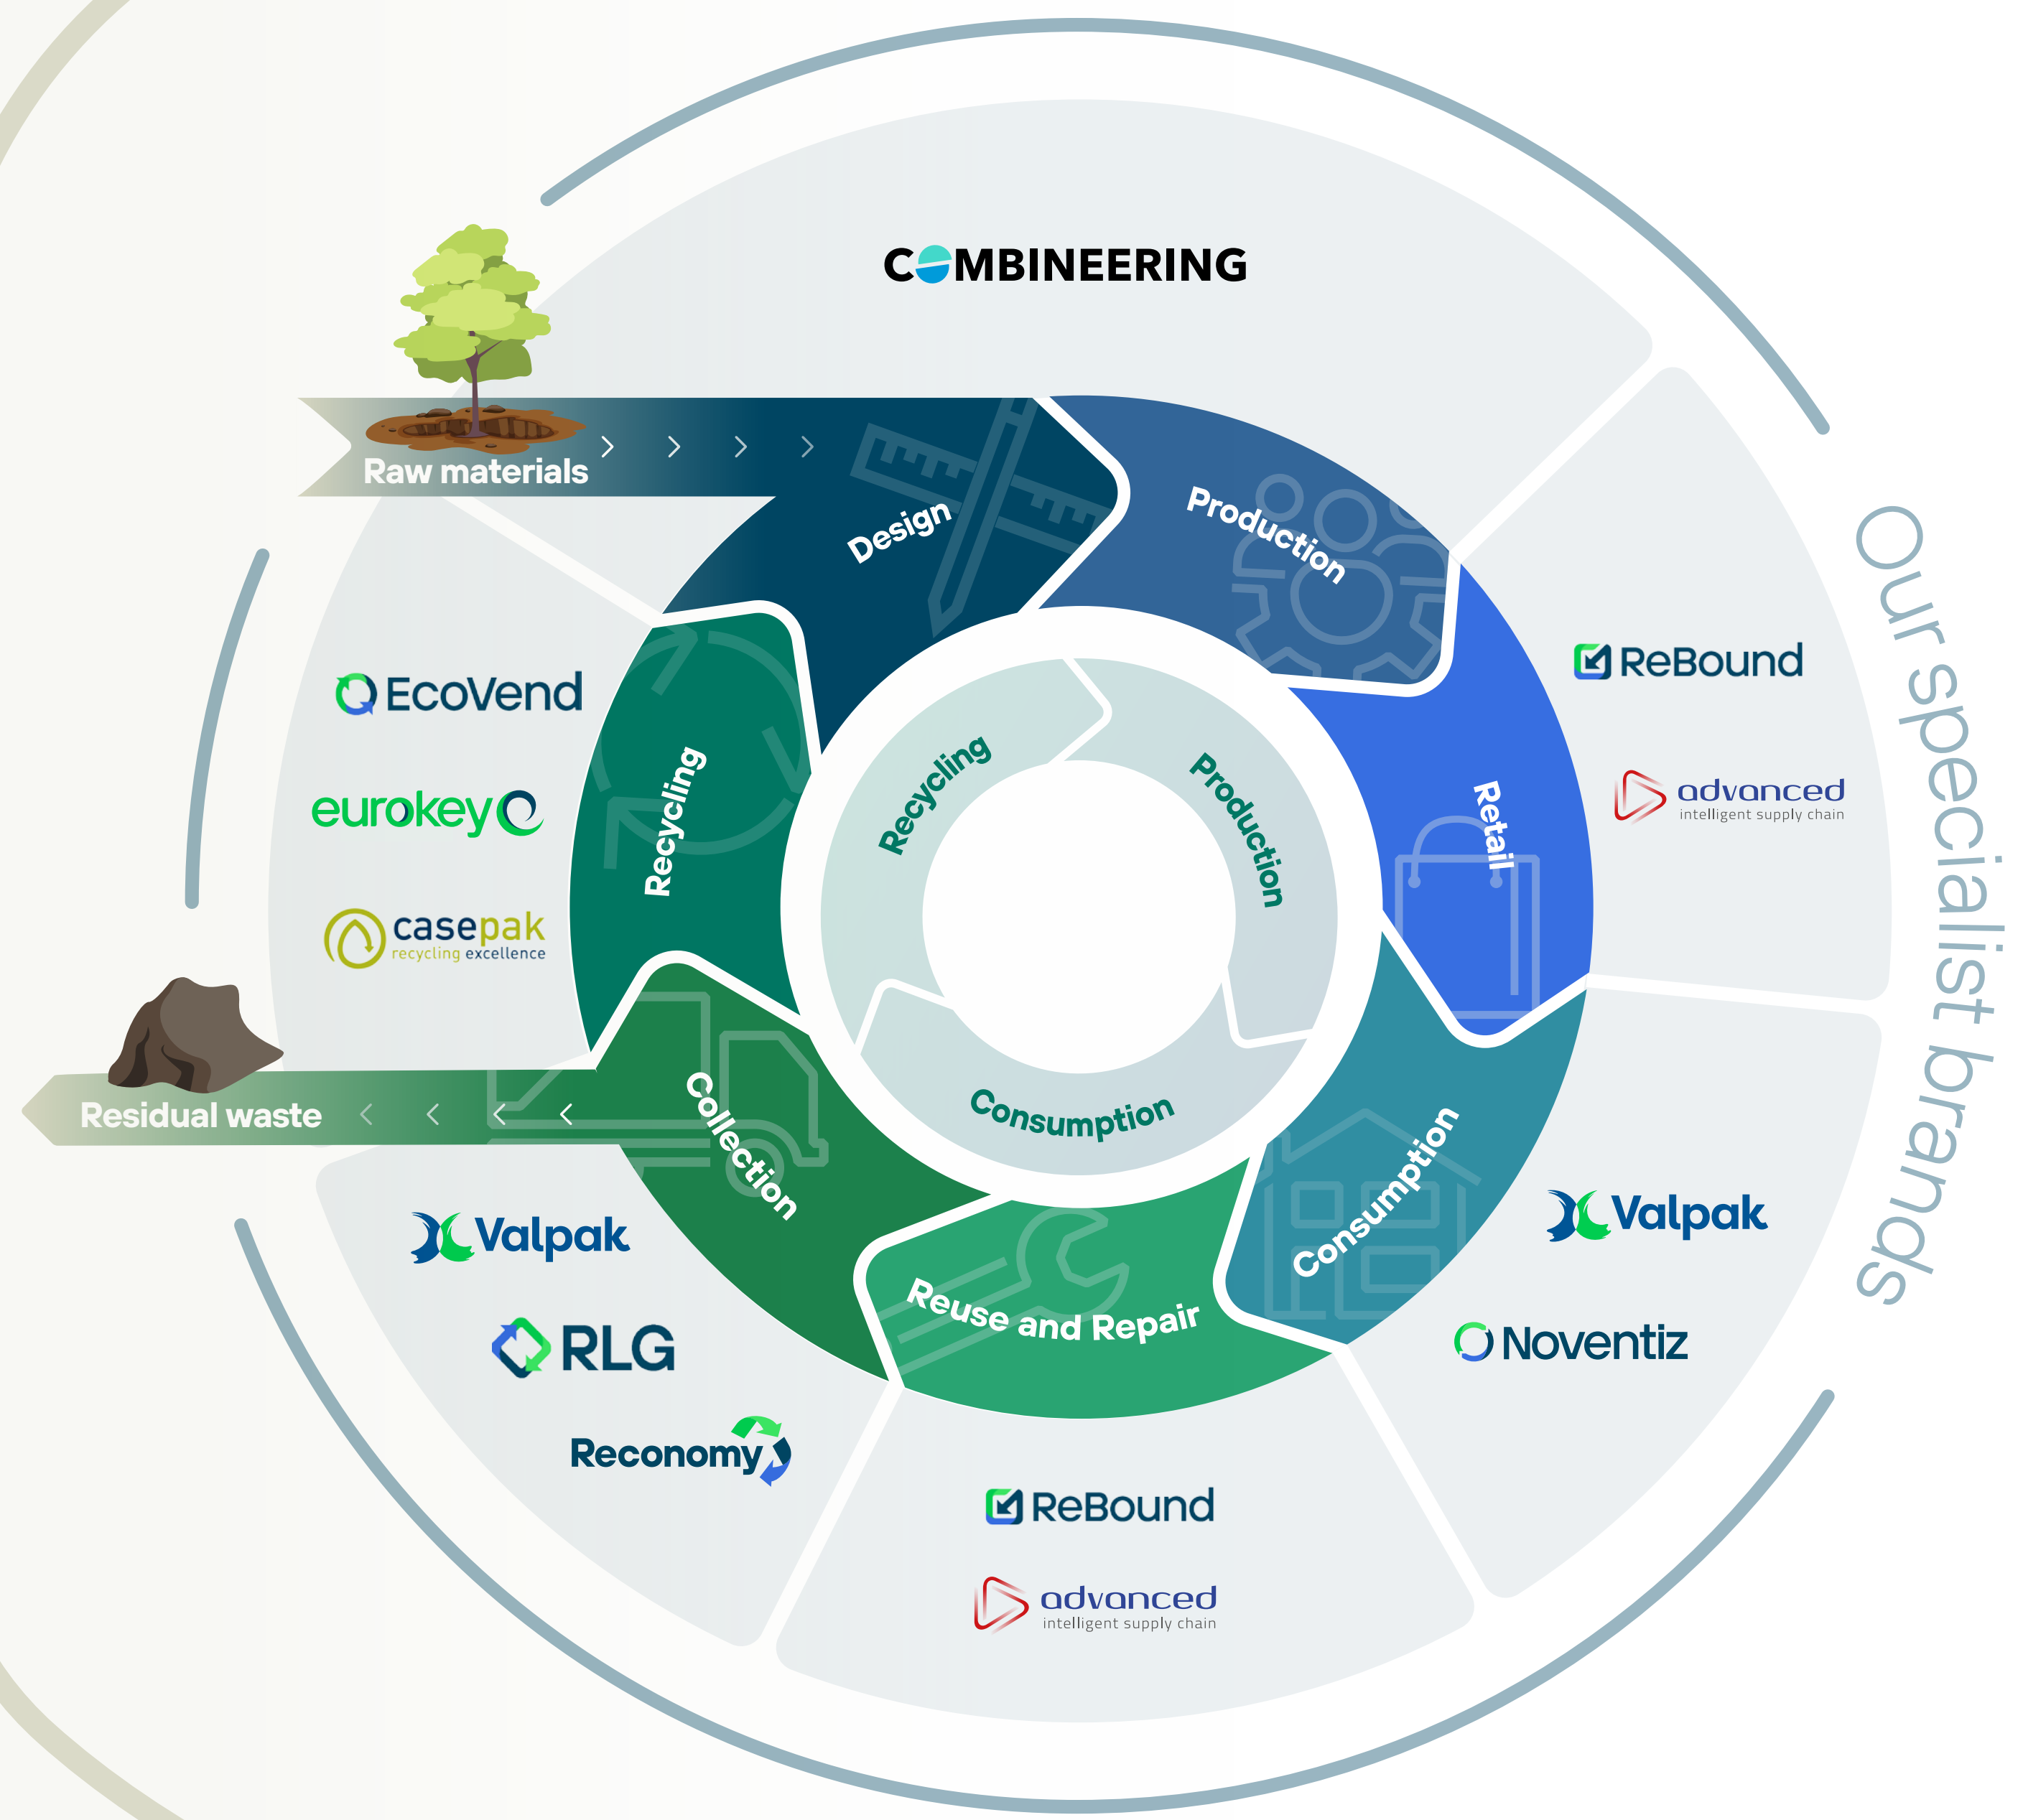 COMBINEERING
Raw materials
Design
Production
Retail
Consumption
Reuse and Repair
Collection
Recycling
Residual waste
Recycling
Production
Consumption
ReBound
advanced
intelligent supply chain
Valpak
Noventiz
ReBound
advanced
intelligent supply chain
Valpak
RLG
Reconomy
EcoVend
eurokey
casepak
recycling excellence
Our specialist brands